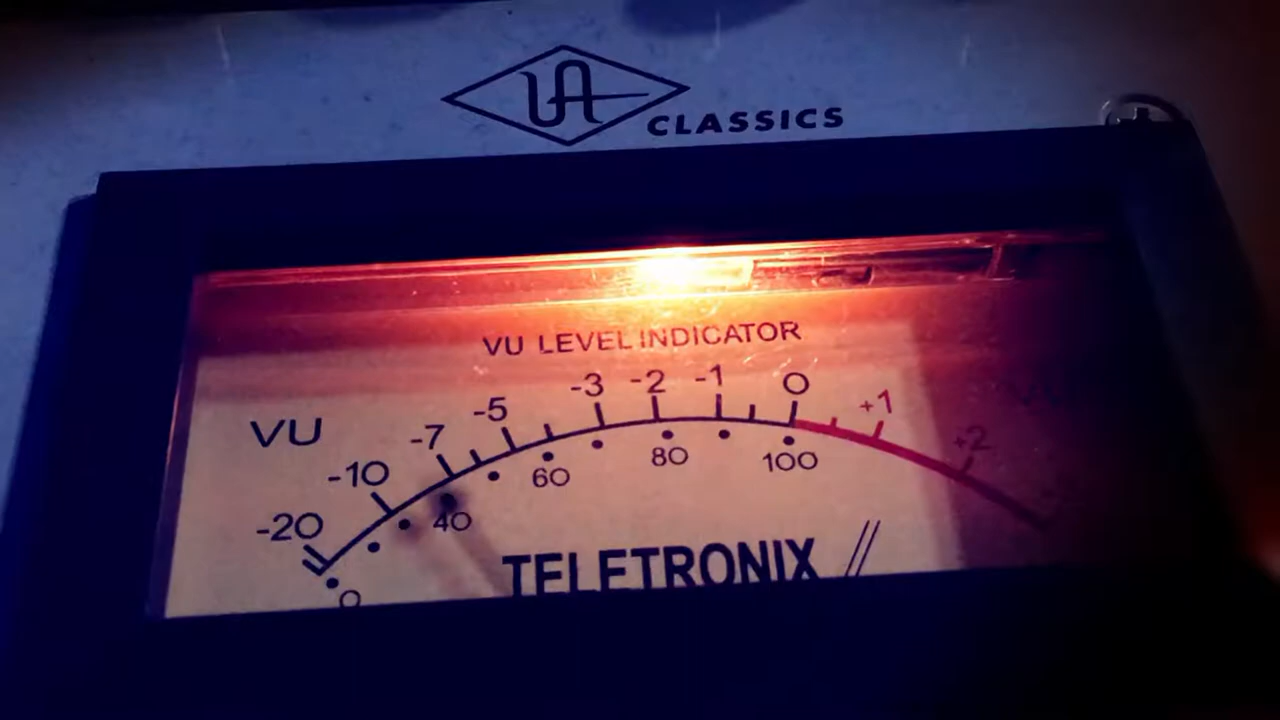 UA
CLASSICS
VU LEVEL INDICATOR
VU
-20 -10 -7 -5 -3 -2 -1 0 +1 +2
0 40 60 80 100
TELETRONIX